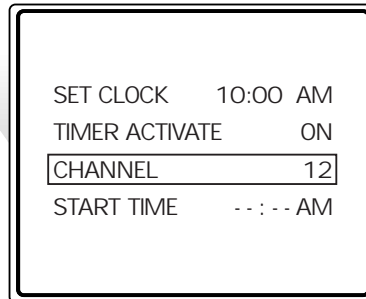 SET CLOCK 10:00 AM
TIMER ACTIVATE ON
CHANNEL 12
START TIME - - : - - AM